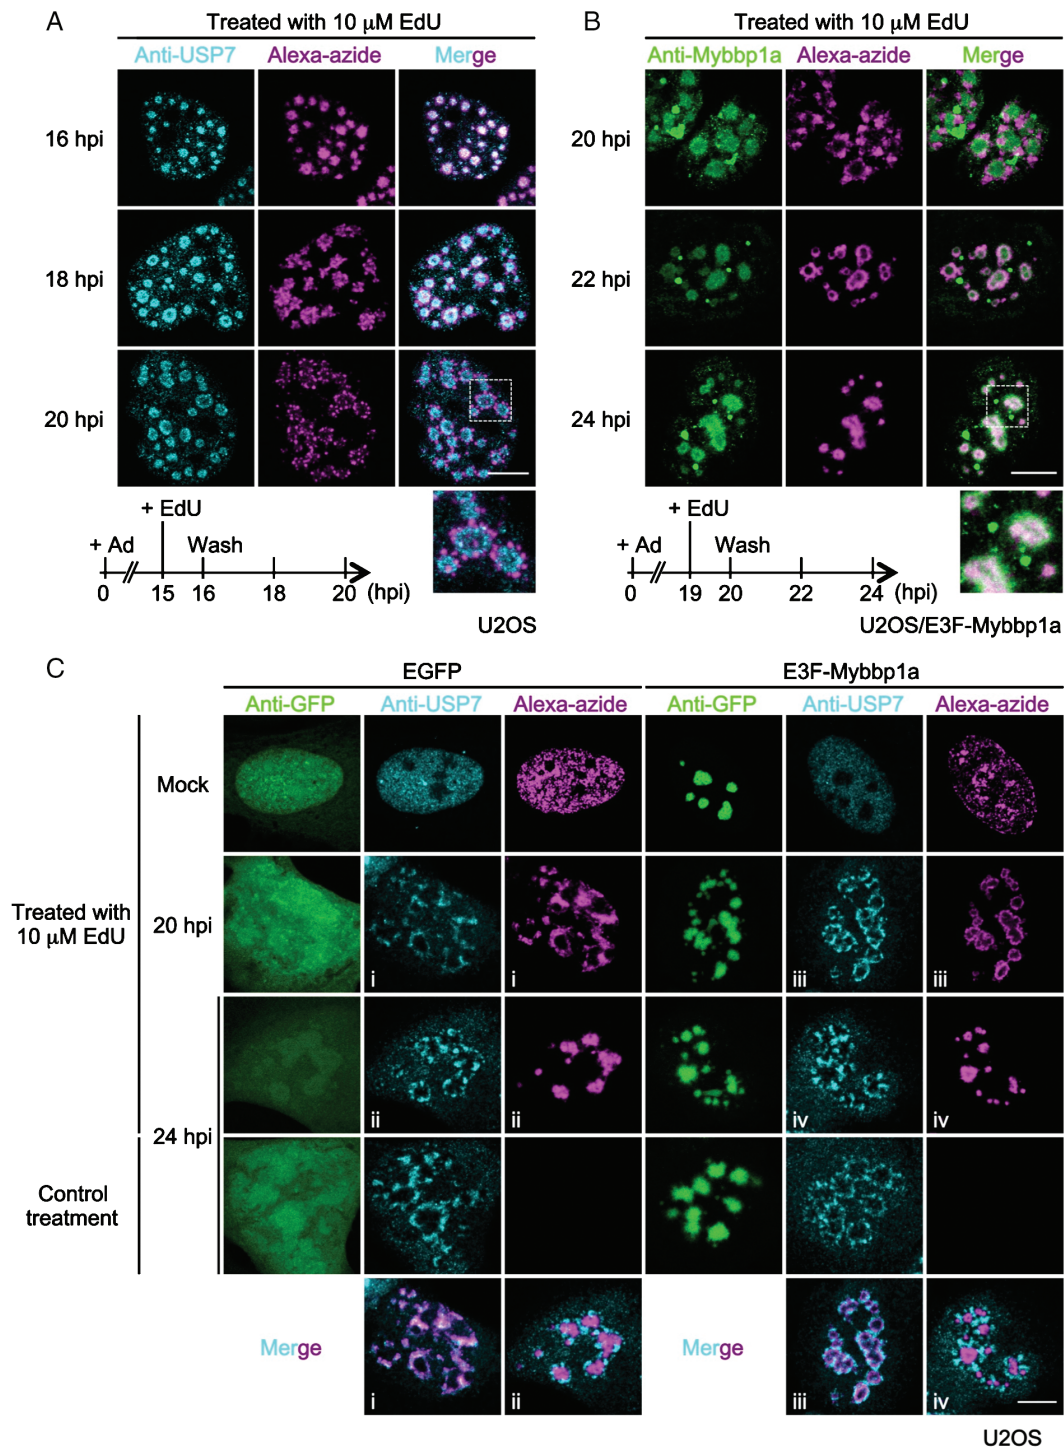 A
Treated with 10 μM EdU
Anti-USP7 Alexa-azide Merge
16 hpi
18 hpi
20 hpi
+ EdU
+ Ad Wash
0 15 16 18 20 (hpi)
U2OS
B
Treated with 10 μM EdU
Anti-Mybbp1a Alexa-azide Merge
20 hpi
22 hpi
24 hpi
+ EdU
+ Ad Wash
0 19 20 22 24 (hpi)
U2OS/E3F-Mybbp1a
C
EGFP E3F-Mybbp1a
Anti-GFP Anti-USP7 Alexa-azide Anti-GFP Anti-USP7 Alexa-azide
Mock
Treated with
10 μM EdU
20 hpi
i i iii iii
ii ii iv iv
24 hpi
Control
treatment
Merge Merge
i ii iii iv
U2OS